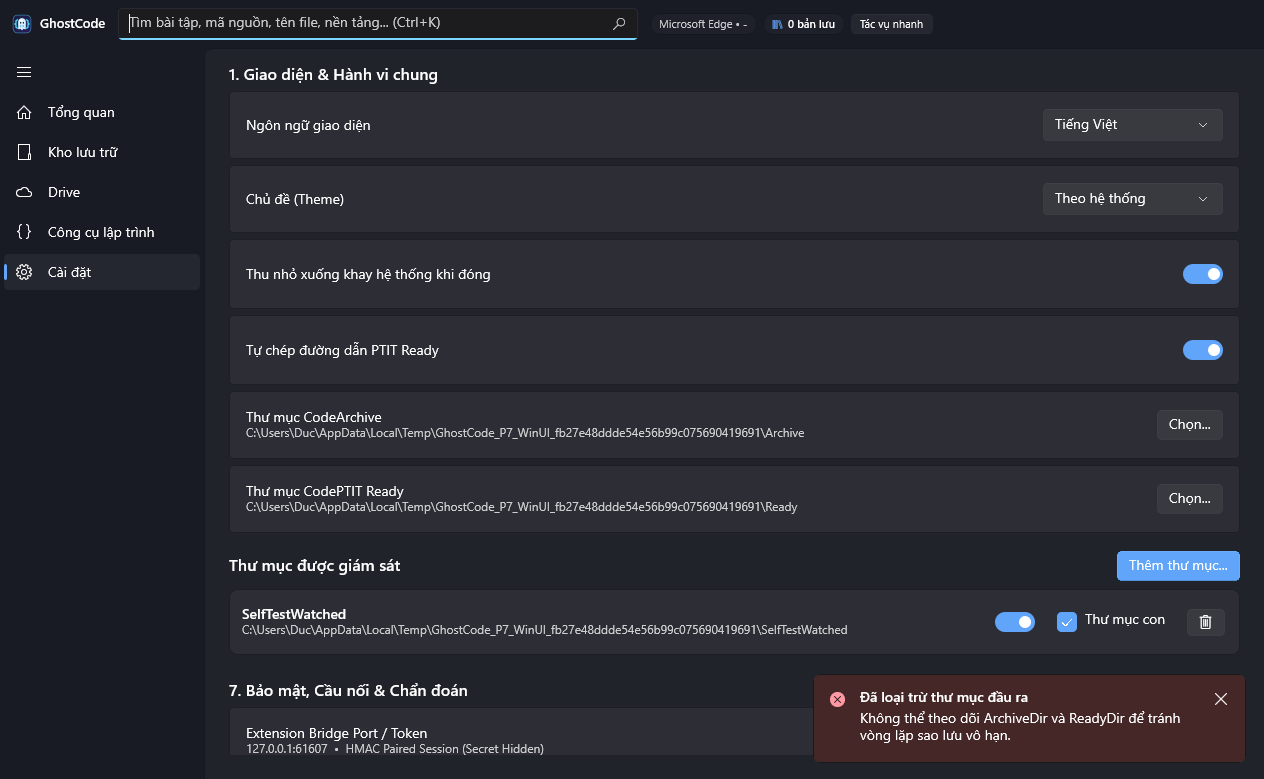 GhostCode
Tìm bài tập, mã nguồn, tên file, nền tảng... (Ctrl+K)
Microsoft Edge • -
0 bản lưu
Tác vụ nhanh
Tổng quan
Kho lưu trữ
Drive
Công cụ lập trình
Cài đặt
1. Giao diện & Hành vi chung
Ngôn ngữ giao diện
Tiếng Việt
Chủ đề (Theme)
Theo hệ thống
Thu nhỏ xuống khay hệ thống khi đóng
Tự chép đường dẫn PTIT Ready
Thư mục CodeArchive
C:\Users\Duc\AppData\Local\Temp\GhostCode_P7_WinUI_fb27e48ddde54e56b99c075690419691\Archive
Chọn...
Thư mục CodePTIT Ready
C:\Users\Duc\AppData\Local\Temp\GhostCode_P7_WinUI_fb27e48ddde54e56b99c075690419691\Ready
Chọn...
Thư mục được giám sát
Thêm thư mục...
SelfTestWatched
C:\Users\Duc\AppData\Local\Temp\GhostCode_P7_WinUI_fb27e48ddde54e56b99c075690419691\SelfTestWatched
Thư mục con
7. Bảo mật, Cầu nối & Chẩn đoán
Extension Bridge Port / Token
127.0.0.1:61607 • HMAC Paired Session (Secret Hidden)
Đã loại trừ thư mục đầu ra
Không thể theo dõi ArchiveDir và ReadyDir để tránh
vòng lặp sao lưu vô hạn.